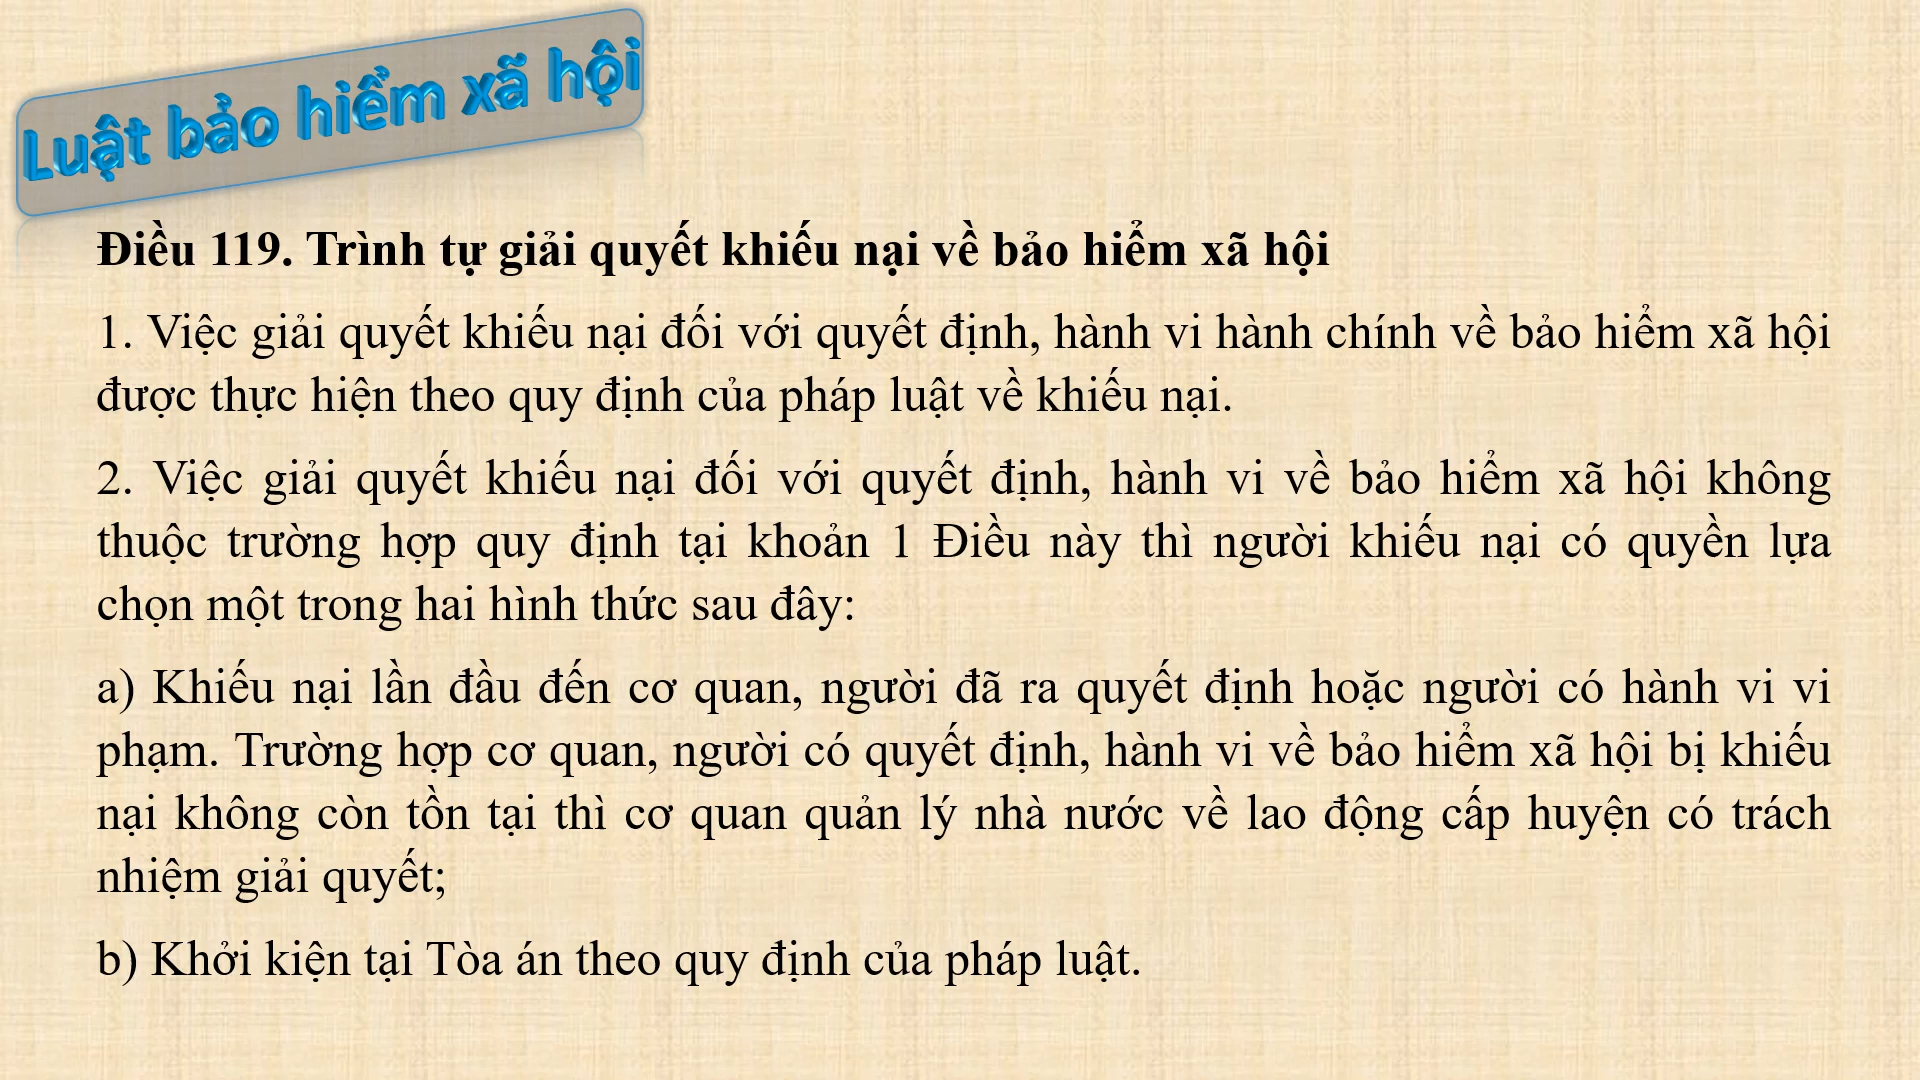 Luật bảo hiểm xã hội
Điều 119. Trình tự giải quyết khiếu nại về bảo hiểm xã hội
1. Việc giải quyết khiếu nại đối với quyết định, hành vi hành chính về bảo hiểm xã hội
được thực hiện theo quy định của pháp luật về khiếu nại.
2. Việc giải quyết khiếu nại đối với quyết định, hành vi về bảo hiểm xã hội không
thuộc trường hợp quy định tại khoản 1 Điều này thì người khiếu nại có quyền lựa
chọn một trong hai hình thức sau đây:
a) Khiếu nại lần đầu đến cơ quan, người đã ra quyết định hoặc người có hành vi vi
phạm. Trường hợp cơ quan, người có quyết định, hành vi về bảo hiểm xã hội bị khiếu
nại không còn tồn tại thì cơ quan quản lý nhà nước về lao động cấp huyện có trách
nhiệm giải quyết;
b) Khởi kiện tại Tòa án theo quy định của pháp luật.